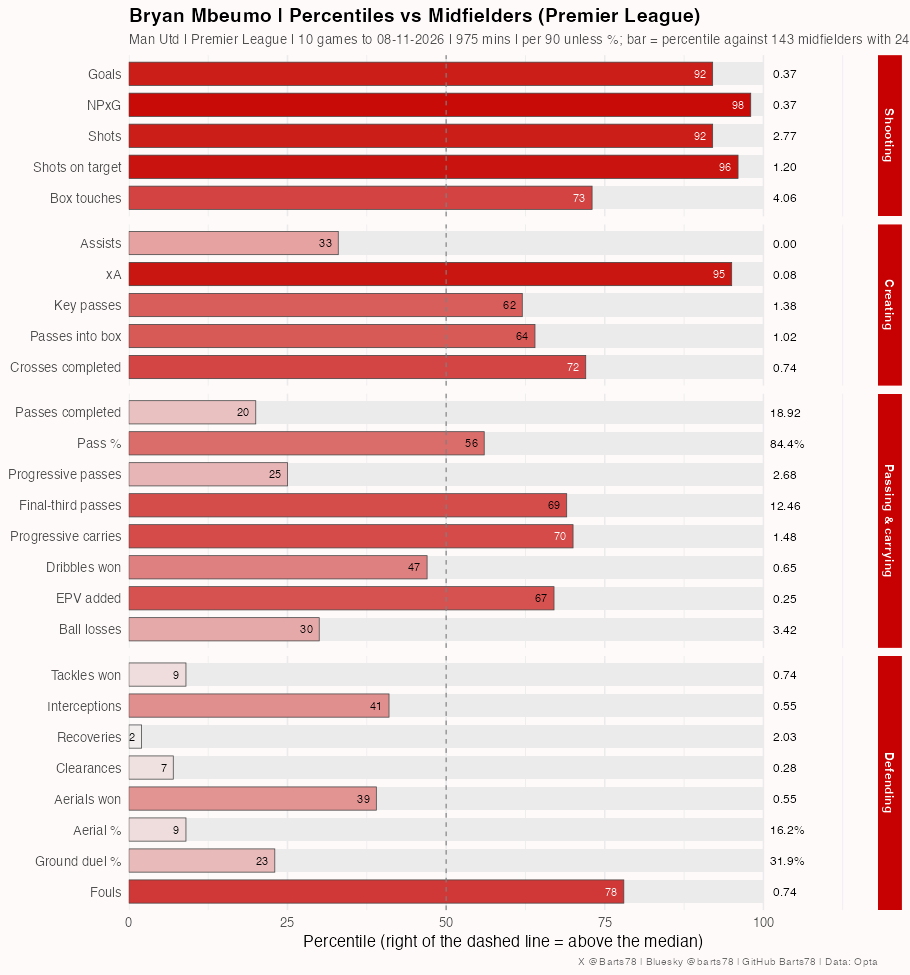 Bryan Mbeumo | Percentiles vs Midfielders (Premier League)
Man Utd | Premier League | 10 games to 08-11-2026 | 975 mins | per 90 unless %; bar = percentile against 143 midfielders with 24
Shooting
Goals 92 0.37
NPxG 98 0.37
Shots 92 2.77
Shots on target 96 1.20
Box touches 73 4.06
Creating
Assists 33 0.00
xA 95 0.08
Key passes 62 1.38
Passes into box 64 1.02
Crosses completed 72 0.74
Passing & carrying
Passes completed 20 18.92
Pass % 56 84.4%
Progressive passes 25 2.68
Final-third passes 69 12.46
Progressive carries 70 1.48
Dribbles won 47 0.65
EPV added 67 0.25
Ball losses 30 3.42
Defending
Tackles won 9 0.74
Interceptions 41 0.55
Recoveries 2 2.03
Clearances 7 0.28
Aerials won 39 0.55
Aerial % 9 16.2%
Ground duel % 23 31.9%
Fouls 78 0.74
0 25 50 75 100
Percentile (right of the dashed line = above the median)
X @Barts78 | Bluesky @barts78 | GitHub Barts78 | Data: Opta